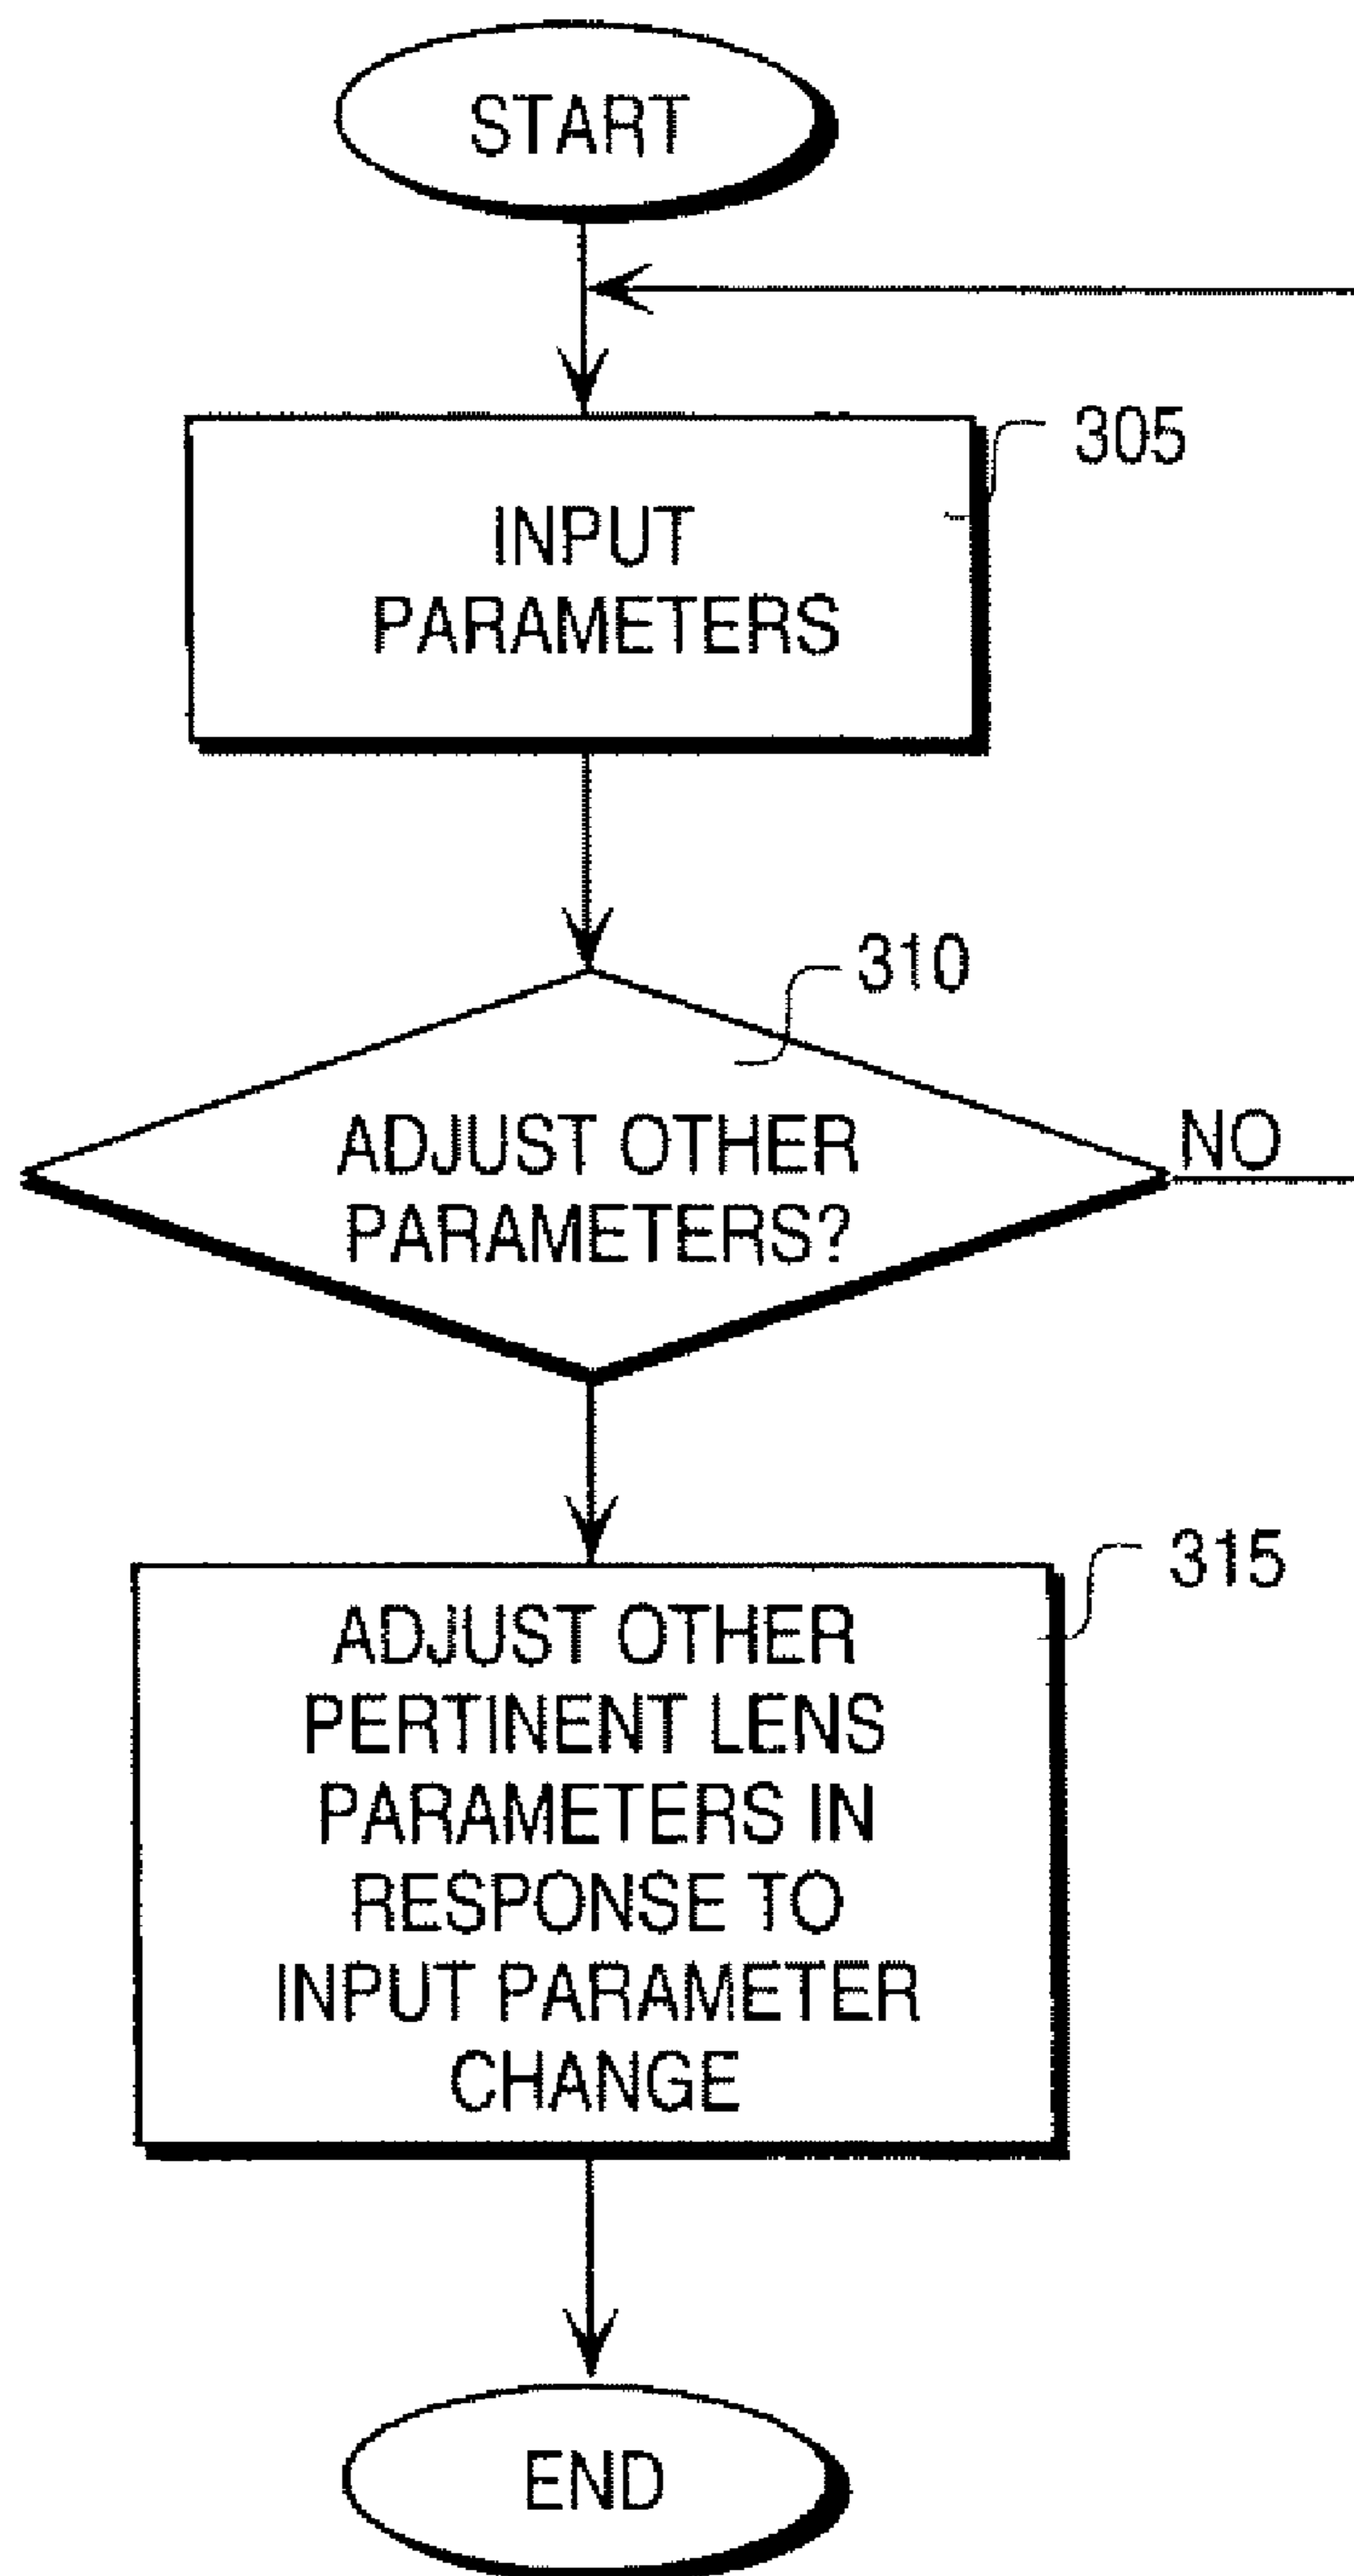 START
305
INPUT
PARAMETERS
310
ADJUST OTHER
PARAMETERS?
NO
315
ADJUST OTHER
PERTINENT LENS
PARAMETERS IN
RESPONSE TO
INPUT PARAMETER
CHANGE
END